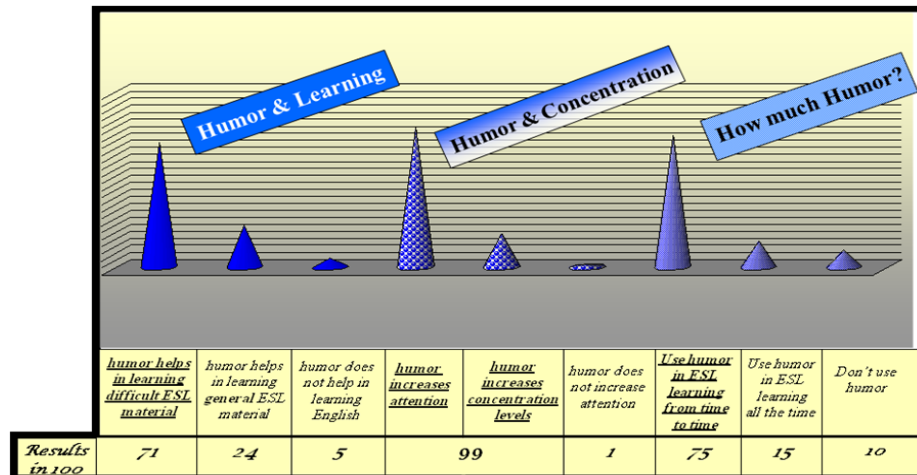 Humor & Learning
Humor & Concentration
How much Humor?
humor helps
in learning
difficult ESL
material
humor helps
in learning
general ESL
material
humor does
not help in
learning
English
humor
increases
attention
humor
increases
concentration
levels
humor does
not increase
attention
Use humor
in ESL
learning
from time
to time
Use humor
in ESL
learning
all the time
Don't use
humor
Results
in 100
71
24
5
99
1
75
15
10